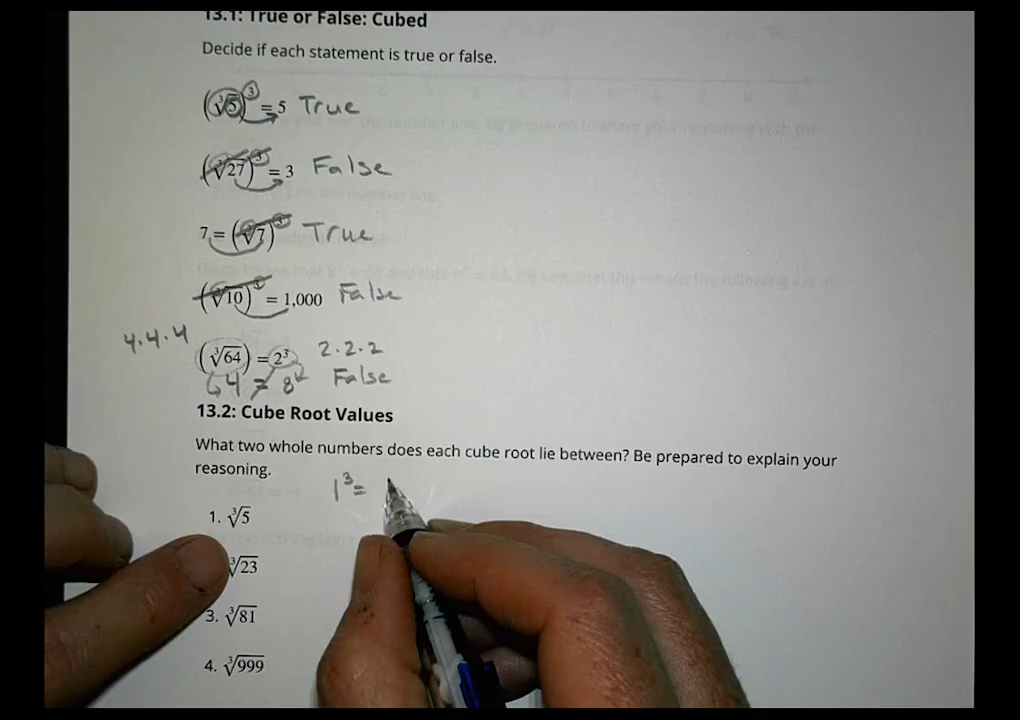 13.1: True or False: Cubed
Decide if each statement is true or false.
(∛5)³ = 5 True
(∛27)³ = 3 False
7 = (∛7)³ True
(∛10)³ = 1,000 False
4·4·4
(∛64) = 2³ 2·2·2
4 ≠ 8 False
13.2: Cube Root Values
What two whole numbers does each cube root lie between? Be prepared to explain your
reasoning.
1³ =
1. ∛5
∛23
3. ∛81
4. ∛999